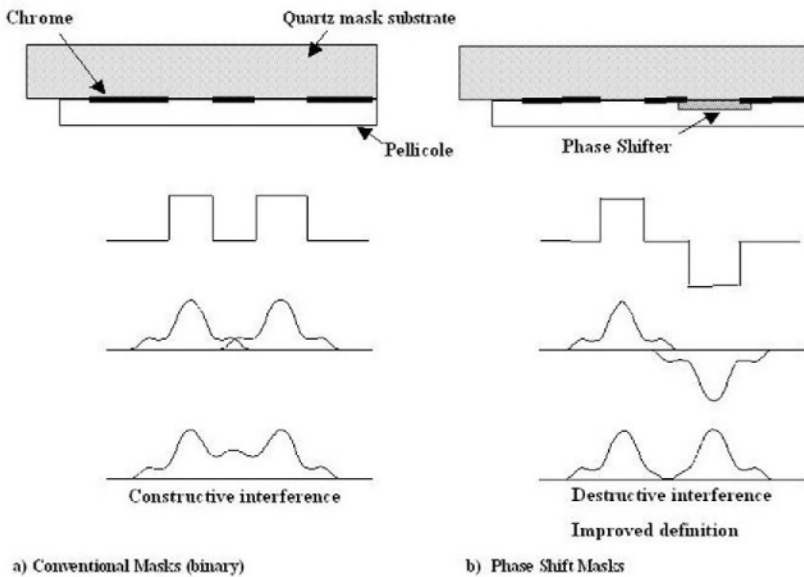 Chrome
Quartz mask substrate
Pellicole
Phase Shifter
Constructive interference
Destructive interference
Improved definition
a) Conventional Masks (binary)
b) Phase Shift Masks